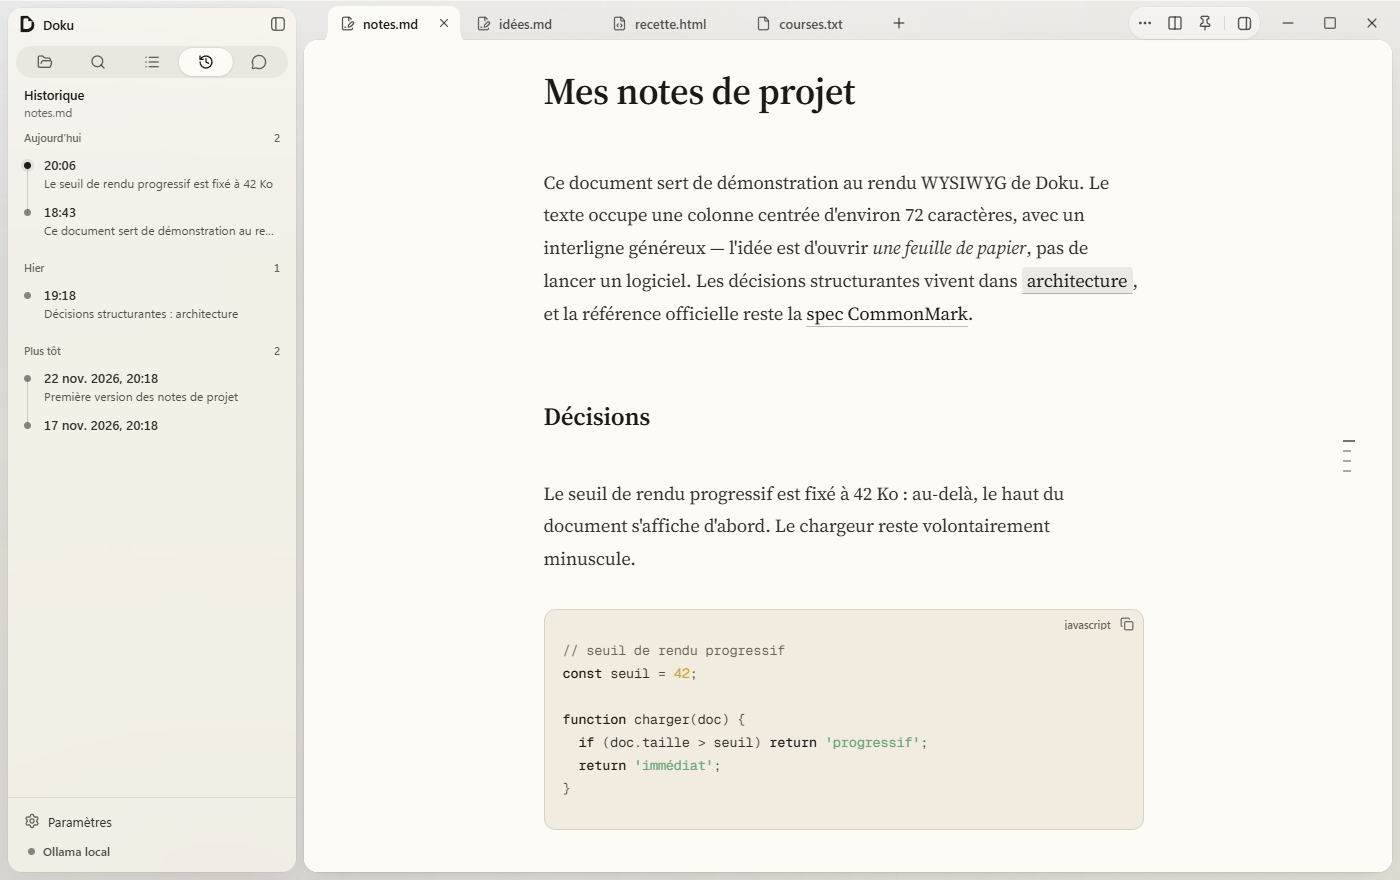 Doku
notes.md
idées.md
recette.html
courses.txt
Historique
notes.md
Aujourd'hui 2
20:06
Le seuil de rendu progressif est fixé à 42 Ko
18:43
Ce document sert de démonstration au re...
Hier 1
19:18
Décisions structurantes : architecture
Plus tôt 2
22 nov. 2026, 20:18
Première version des notes de projet
17 nov. 2026, 20:18
Paramètres
Ollama local
Mes notes de projet
Ce document sert de démonstration au rendu WYSIWYG de Doku. Le
texte occupe une colonne centrée d'environ 72 caractères, avec un
interligne généreux — l'idée est d'ouvrir une feuille de papier, pas de
lancer un logiciel. Les décisions structurantes vivent dans architecture ,
et la référence officielle reste la spec CommonMark.
Décisions
Le seuil de rendu progressif est fixé à 42 Ko : au-delà, le haut du
document s'affiche d'abord. Le chargeur reste volontairement
minuscule.
javascript
// seuil de rendu progressif
const seuil = 42;
function charger(doc) {
  if (doc.taille > seuil) return 'progressif';
  return 'immédiat';
}